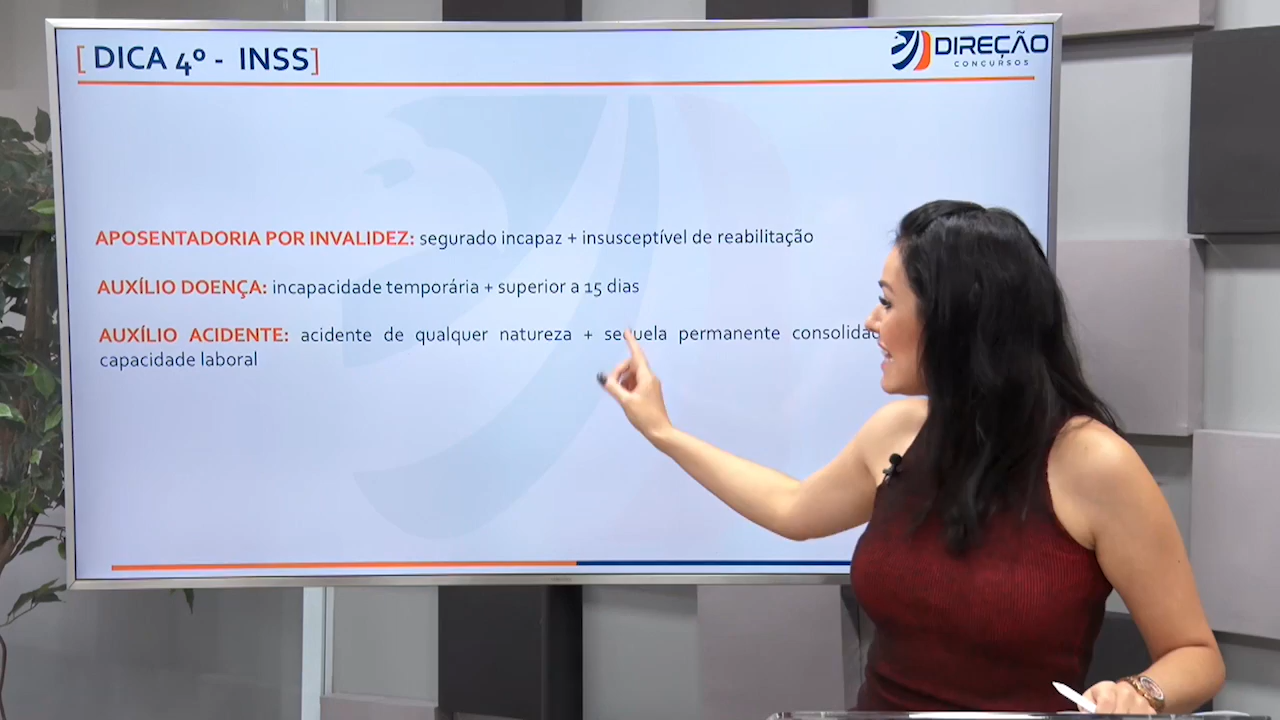 [ DICA 4º - INSS]
DIREÇÃO
CONCURSOS
APOSENTADORIA POR INVALIDEZ: segurado incapaz + insusceptível de reabilitação
AUXÍLIO DOENÇA: incapacidade temporária + superior a 15 dias
AUXÍLIO ACIDENTE: acidente de qualquer natureza + sequela permanente
capacidade laboral